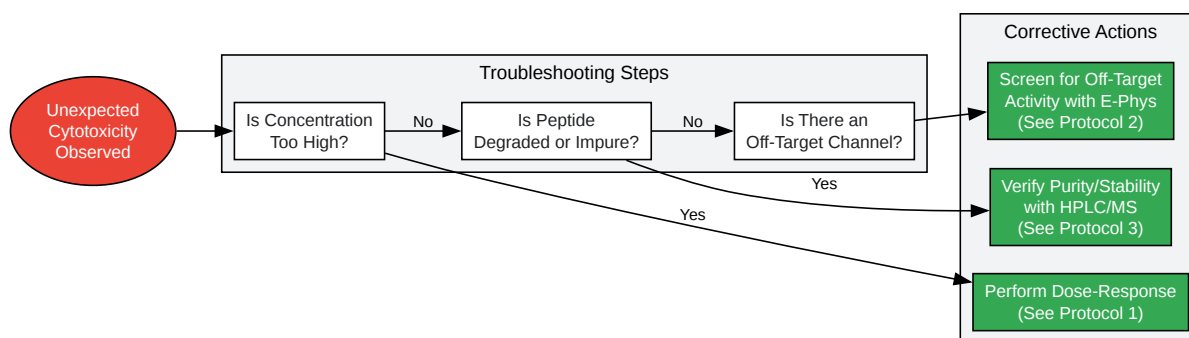 Corrective Actions
Troubleshooting Steps
Unexpected
Cytotoxicity
Observed
Is Concentration
Too High?
No
Is Peptide
Degraded or Impure?
No
Is There an
Off-Target Channel?
Screen for Off-Target
Activity with E-Phys
(See Protocol 2)
Yes
Verify Purity/Stability
with HPLC/MS
(See Protocol 3)
Yes
Perform Dose-Response
(See Protocol 1)